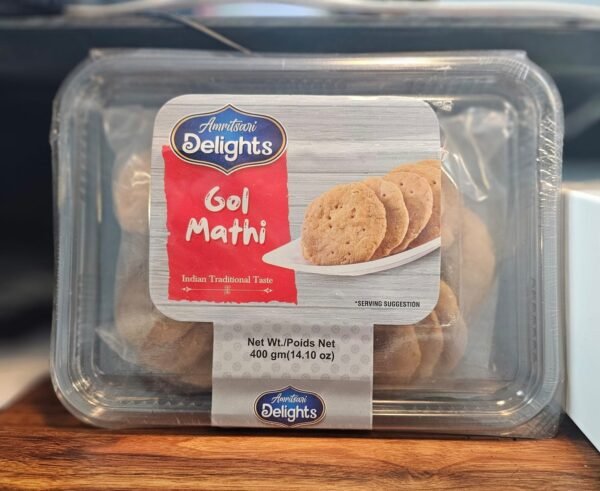 Amritsari
Delights
Gol
Mathi
Indian Traditional Taste
*SERVING SUGGESTION
Net Wt./Poids Net
400 gm(14.10 oz)
Amritsari
Delights